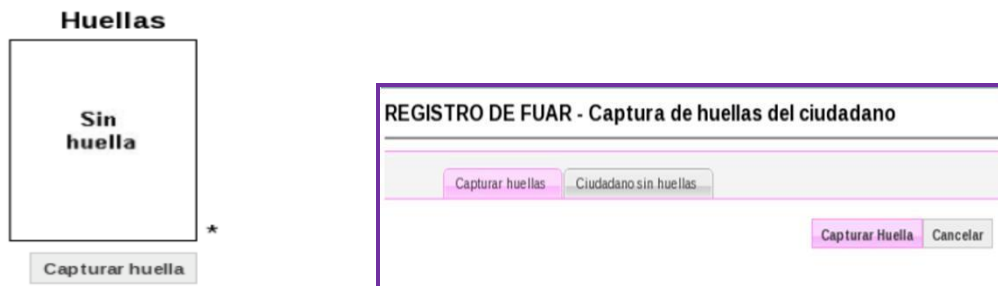 Huellas
Sin
huella
*
Capturar huella
REGISTRO DE FUAR - Captura de huellas del ciudadano
Capturar huellas
Ciudadano sin huellas
Capturar Huella
Cancelar